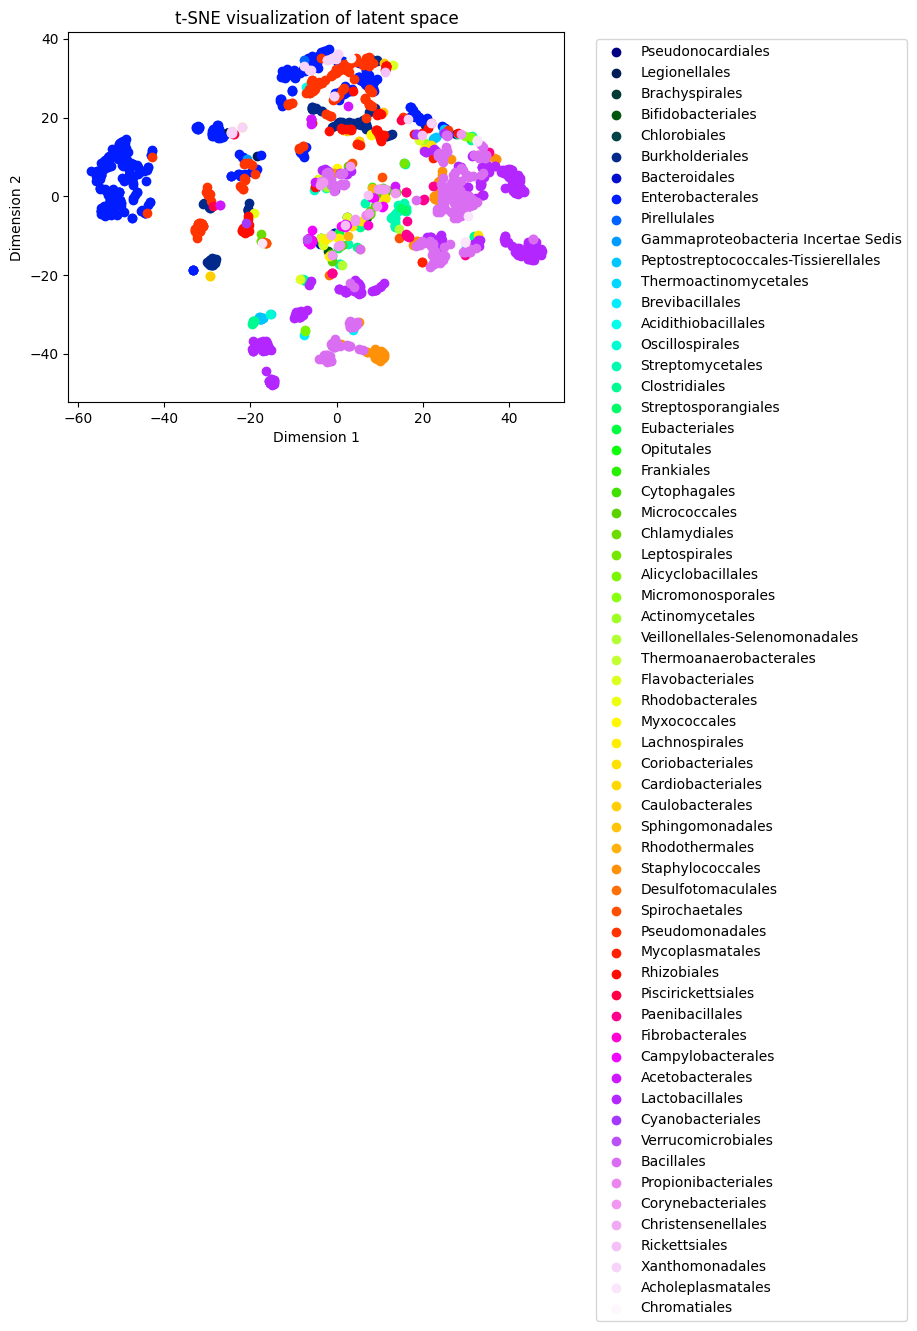 t-SNE visualization of latent space
40
20
0
−20
−40
Dimension 2
−60
−40
−20
0
20
40
Dimension 1
Pseudonocardiales
Legionellales
Brachyspirales
Bifidobacteriales
Chlorobiales
Burkholderiales
Bacteroidales
Enterobacterales
Pirellulales
Gammaproteobacteria Incertae Sedis
Peptostreptococcales-Tissierellales
Thermoactinomycetales
Brevibacillales
Acidithiobacillales
Oscillospirales
Streptomycetales
Clostridiales
Streptosporangiales
Eubacteriales
Opitutales
Frankiales
Cytophagales
Micrococcales
Chlamydiales
Leptospirales
Alicyclobacillales
Micromonosporales
Actinomycetales
Veillonellales-Selenomonadales
Thermoanaerobacterales
Flavobacteriales
Rhodobacterales
Myxococcales
Lachnospirales
Coriobacteriales
Cardiobacteriales
Caulobacterales
Sphingomonadales
Rhodothermales
Staphylococcales
Desulfotomaculales
Spirochaetales
Pseudomonadales
Mycoplasmatales
Rhizobiales
Piscirickettsiales
Paenibacillales
Fibrobacterales
Campylobacterales
Acetobacterales
Lactobacillales
Cyanobacteriales
Verrucomicrobiales
Bacillales
Propionibacteriales
Corynebacteriales
Christensenellales
Rickettsiales
Xanthomonadales
Acholeplasmatales
Chromatiales